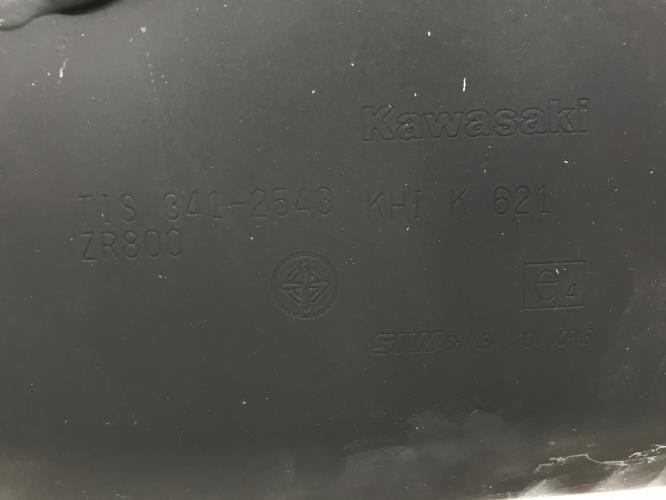 Kawasaki
TIS 341-2543 KHI K 621
ZR800
e4